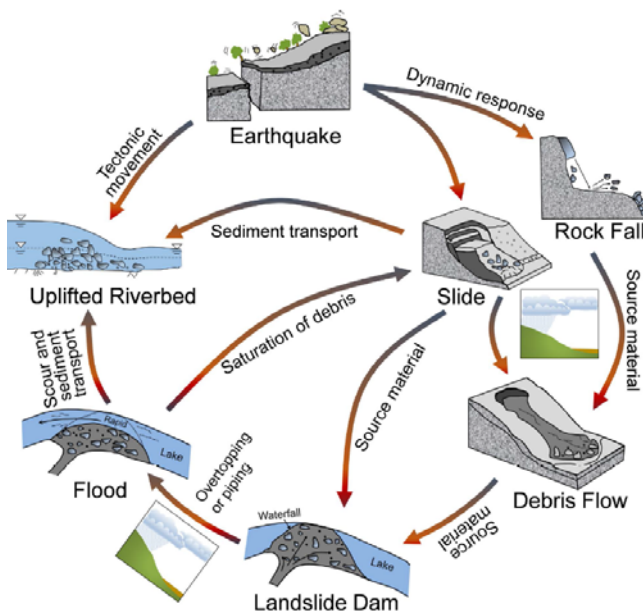 Earthquake
Dynamic response
Tectonic
movement
Rock Fall
Sediment transport
Uplifted Riverbed
Slide
Saturation of debris
Source
material
Scour and
sediment
transport
Source material
Rapid
Lake
Flood
Overtopping
or piping
Debris Flow
Source
material
Waterfall
Lake
Landslide Dam